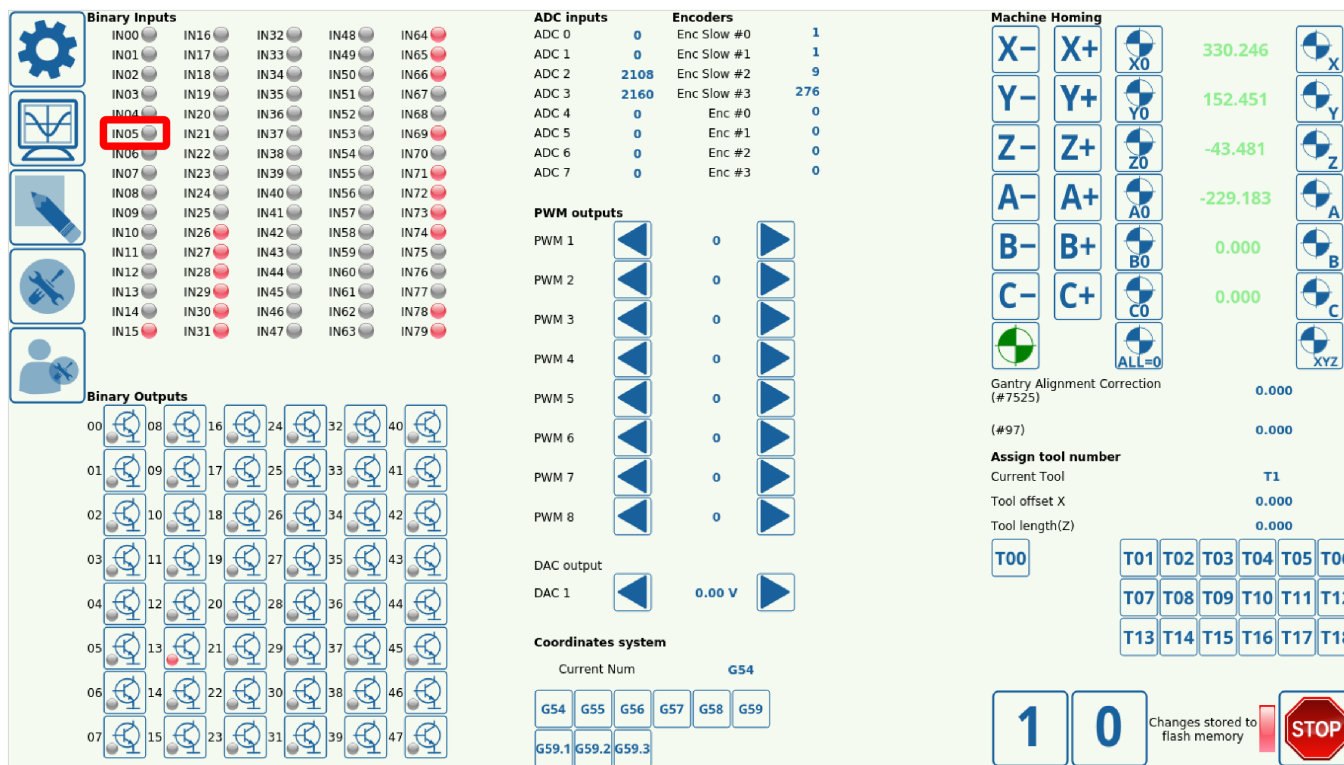 Binary Inputs
IN00 IN16 IN32 IN48 IN64
IN01 IN17 IN33 IN49 IN65
IN02 IN18 IN34 IN50 IN66
IN03 IN19 IN35 IN51 IN67
IN04 IN20 IN36 IN52 IN68
IN05 IN21 IN37 IN53 IN69
IN06 IN22 IN38 IN54 IN70
IN07 IN23 IN39 IN55 IN71
IN08 IN24 IN40 IN56 IN72
IN09 IN25 IN41 IN57 IN73
IN10 IN26 IN42 IN58 IN74
IN11 IN27 IN43 IN59 IN75
IN12 IN28 IN44 IN60 IN76
IN13 IN29 IN45 IN61 IN77
IN14 IN30 IN46 IN62 IN78
IN15 IN31 IN47 IN63 IN79
Binary Outputs
00 08 16 24 32 40
01 09 17 25 33 41
02 10 18 26 34 42
03 11 19 27 35 43
04 12 20 28 36 44
05 13 21 29 37 45
06 14 22 30 38 46
07 15 23 31 39 47
ADC inputs Encoders
ADC 0 0 Enc Slow #0 1
ADC 1 0 Enc Slow #1 1
ADC 2 2108 Enc Slow #2 9
ADC 3 2160 Enc Slow #3 276
ADC 4 0 Enc #0 0
ADC 5 0 Enc #1 0
ADC 6 0 Enc #2 0
ADC 7 0 Enc #3 0
PWM outputs
PWM 1 0
PWM 2 0
PWM 3 0
PWM 4 0
PWM 5 0
PWM 6 0
PWM 7 0
PWM 8 0
DAC output
DAC 1 0.00 V
Coordinates system
Current Num G54
G54 G55 G56 G57 G58 G59
G59.1 G59.2 G59.3
Machine Homing
X− X+ X0 330.246 X
Y− Y+ Y0 152.451 Y
Z− Z+ Z0 -43.481 Z
A− A+ A0 -229.183 A
B− B+ B0 0.000 B
C− C+ C0 0.000 C
ALL=0 XYZ
Gantry Alignment Correction
(#7525) 0.000
(#97) 0.000
Assign tool number
Current Tool T1
Tool offset X 0.000
Tool length(Z) 0.000
T00 T01 T02 T03 T04 T05
T07 T08 T09 T10 T11
T13 T14 T15 T16 T17
1 0 Changes stored to
flash memory
STOP